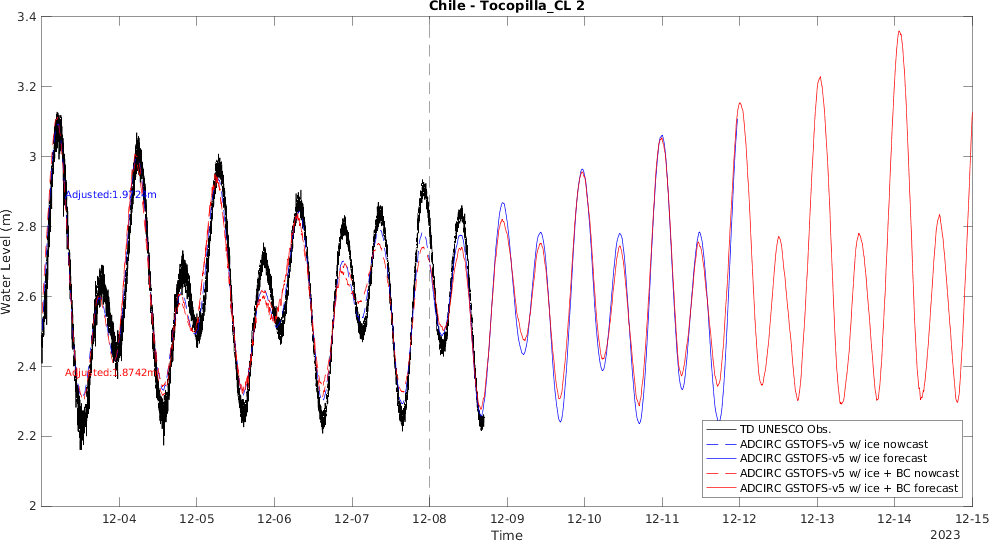 Chile - Tocopilla_CL 2
3.4
3.2
3
2.8
2.6
2.4
2.2
2
Water Level (m)
Adjusted:1.9724m
Adjusted:1.8742m
TD UNESCO Obs.
ADCIRC GSTOFS-v5 w/ ice nowcast
ADCIRC GSTOFS-v5 w/ ice forecast
ADCIRC GSTOFS-v5 w/ ice + BC nowcast
ADCIRC GSTOFS-v5 w/ ice + BC forecast
12-04 12-05 12-06 12-07 12-08 12-09 12-10 12-11 12-12 12-13 12-14 12-15
Time
2023